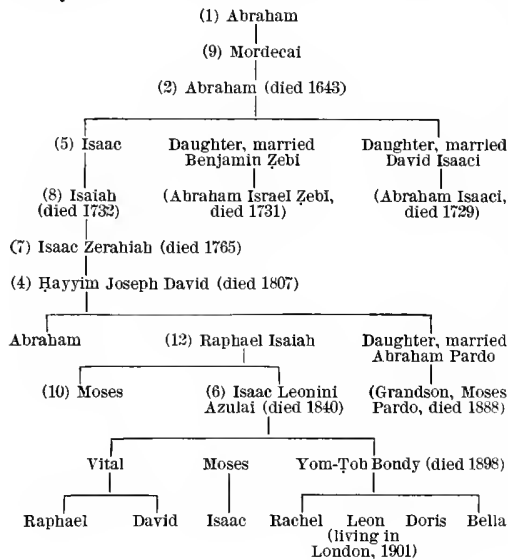 (1) Abraham
(9) Mordecai
(2) Abraham (died 1643)
(5) Isaac
Daughter, married
Benjamin Ẓebi
Daughter, married
David Isaaci
(8) Isaiah
(died 1732)
(Abraham Israel Ẓebi,
died 1731)
(Abraham Isaaci,
died 1729)
(7) Isaac Zerahiah (died 1765)
(4) Ḥayyim Joseph David (died 1807)
Abraham
(12) Raphael Isaiah
Daughter, married
Abraham Pardo
(10) Moses
(6) Isaac Leonini
Azulai (died 1840)
(Grandson, Moses
Pardo, died 1888)
Vital
Moses
Yom-Ṭob Bondy (died 1898)
Raphael
David
Isaac
Rachel
Leon
(living in
London, 1901)
Doris
Bella